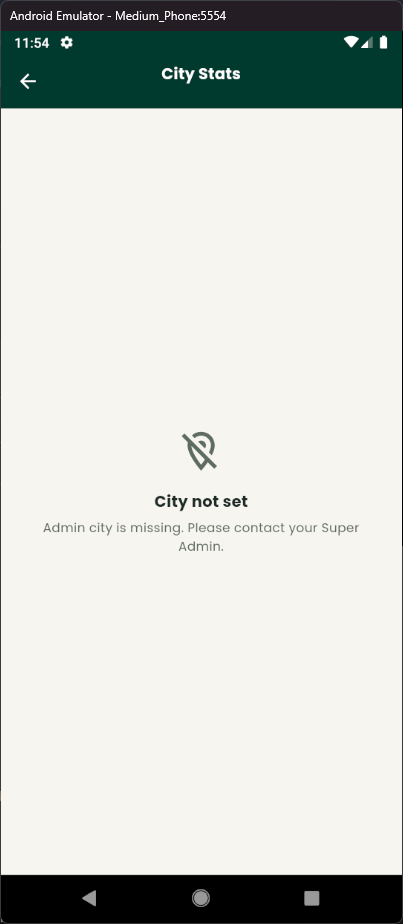 Android Emulator - Medium_Phone:5554
11:54
City Stats
City not set
Admin city is missing. Please contact your Super
Admin.